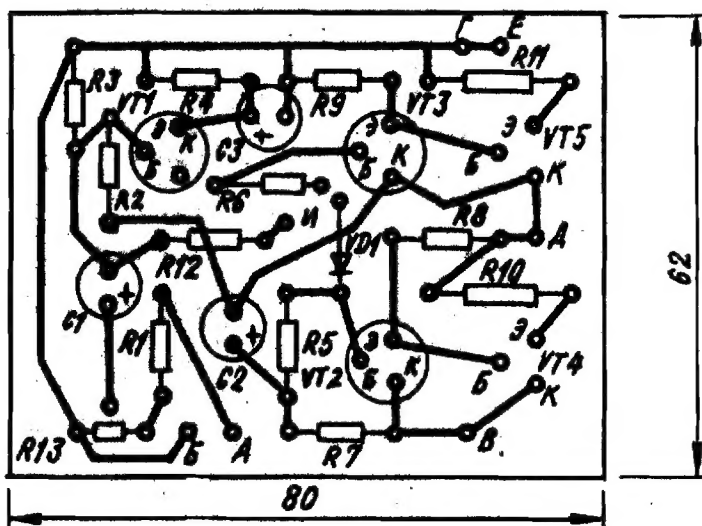 Г Е
R3 R4 R9 R11
VT1 VT3
Э К С3 + Э Э VT5
Б Б К Б
R2 R6 И К
R8
R12 VD1 А
R10
С1 + R1 С2 + R5 VT2 Э К Э VT4
Б Б К
R13 Б А R7 В
62
80